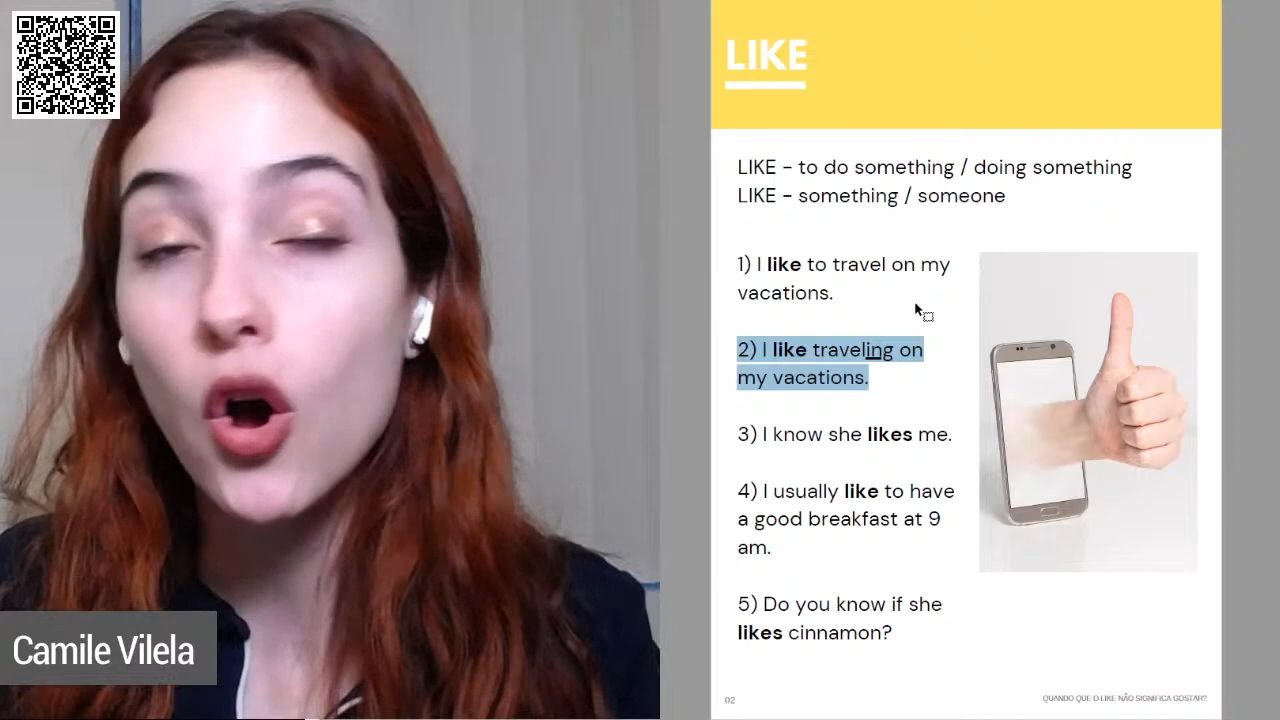 LIKE
LIKE - to do something / doing something
LIKE - something / someone
1) I like to travel on my
vacations.
2) I like traveling on
my vacations.
3) I know she likes me.
4) I usually like to have
a good breakfast at 9
am.
5) Do you know if she
likes cinnamon?
02
QUANDO QUE O LIKE NÃO SIGNIFICA GOSTAR?
Camile Vilela